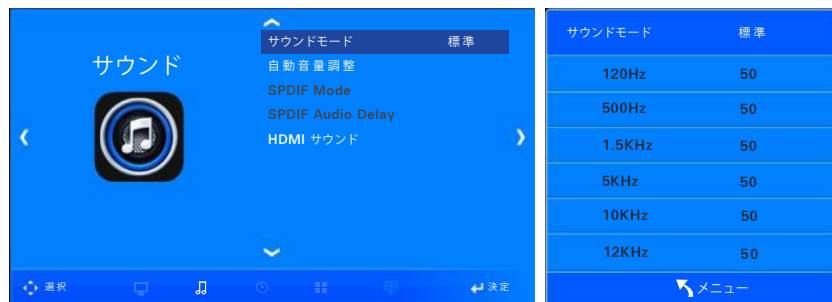 サウンド
サウンドモード 標準
自動音量調整
SPDIF Mode
SPDIF Audio Delay
HDMI サウンド
選択
決定
サウンドモード 標準
120Hz 50
500Hz 50
1.5KHz 50
5KHz 50
10KHz 50
12KHz 50
メニュー